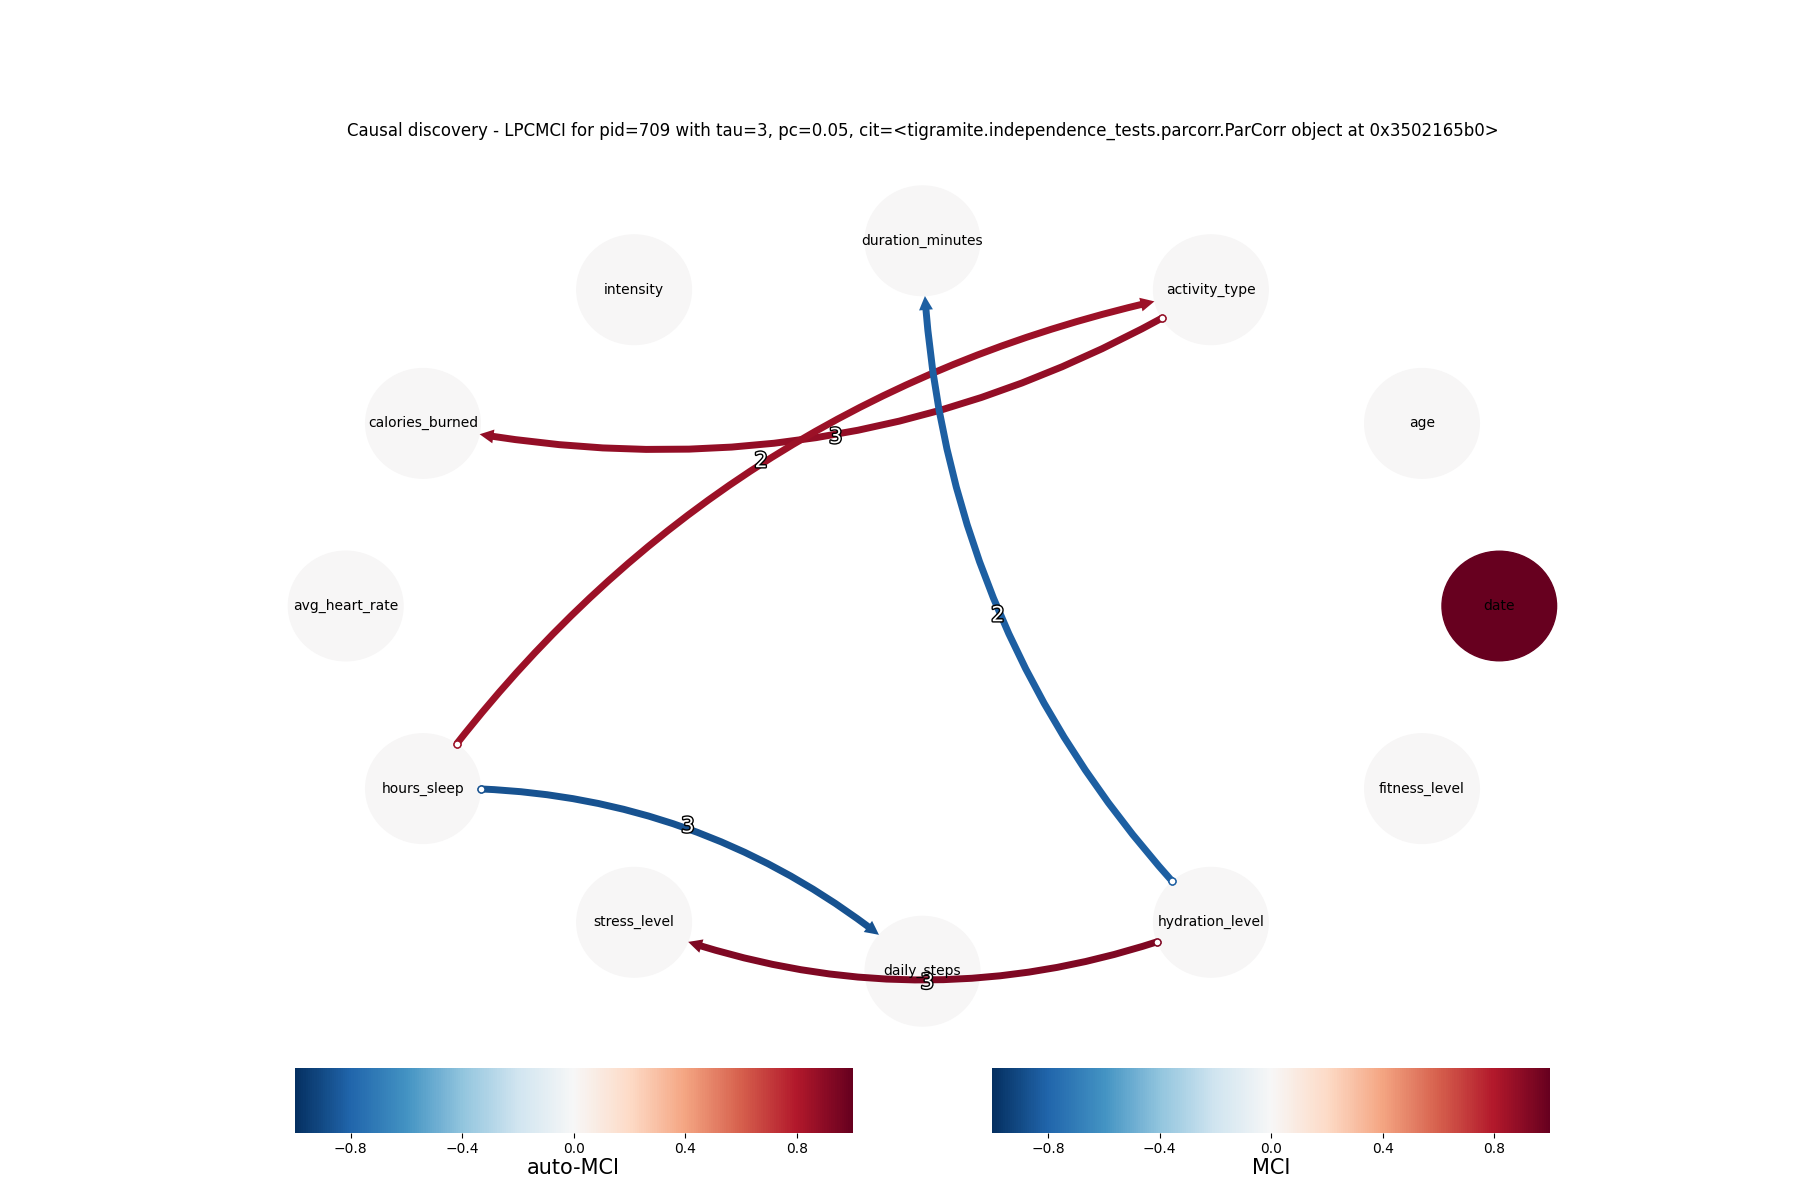 Causal discovery - LPCMCI for pid=709 with tau=3, pc=0.05, cit=<tigramite.independence_tests.parcorr.ParCorr object at 0x3502165b0>
duration_minutes
intensity
activity_type
calories_burned
age
3
2
avg_heart_rate
date
2
hours_sleep
fitness_level
3
stress_level
hydration_level
daily_steps
3
−0.8 −0.4 0.0 0.4 0.8
auto-MCI
−0.8 −0.4 0.0 0.4 0.8
MCI